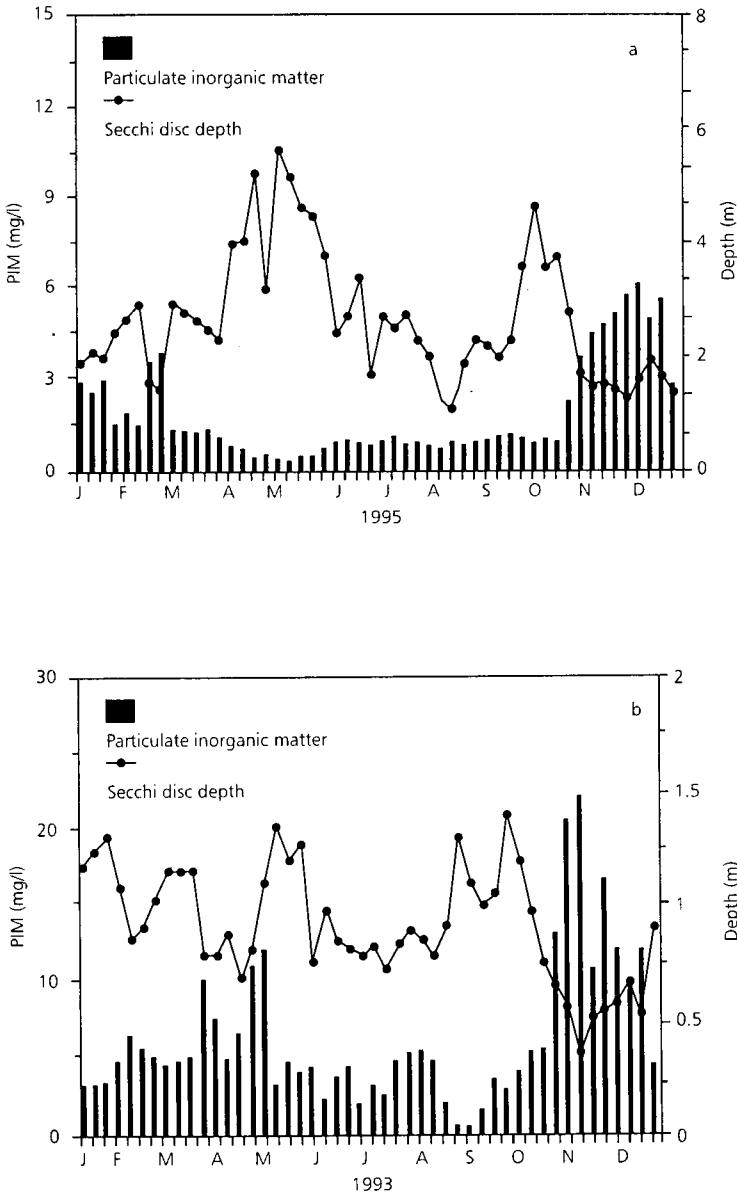 15
12
9
6
3
0
PIM (mg/l)
8
6
4
2
0
Depth (m)
a
Particulate inorganic matter
Secchi disc depth
J F M A M J J A S O N D
1995
30
20
10
0
PIM (mg/l)
2
1.5
1
0.5
0
Depth (m)
b
Particulate inorganic matter
Secchi disc depth
J F M A M J J A S O N D
1993